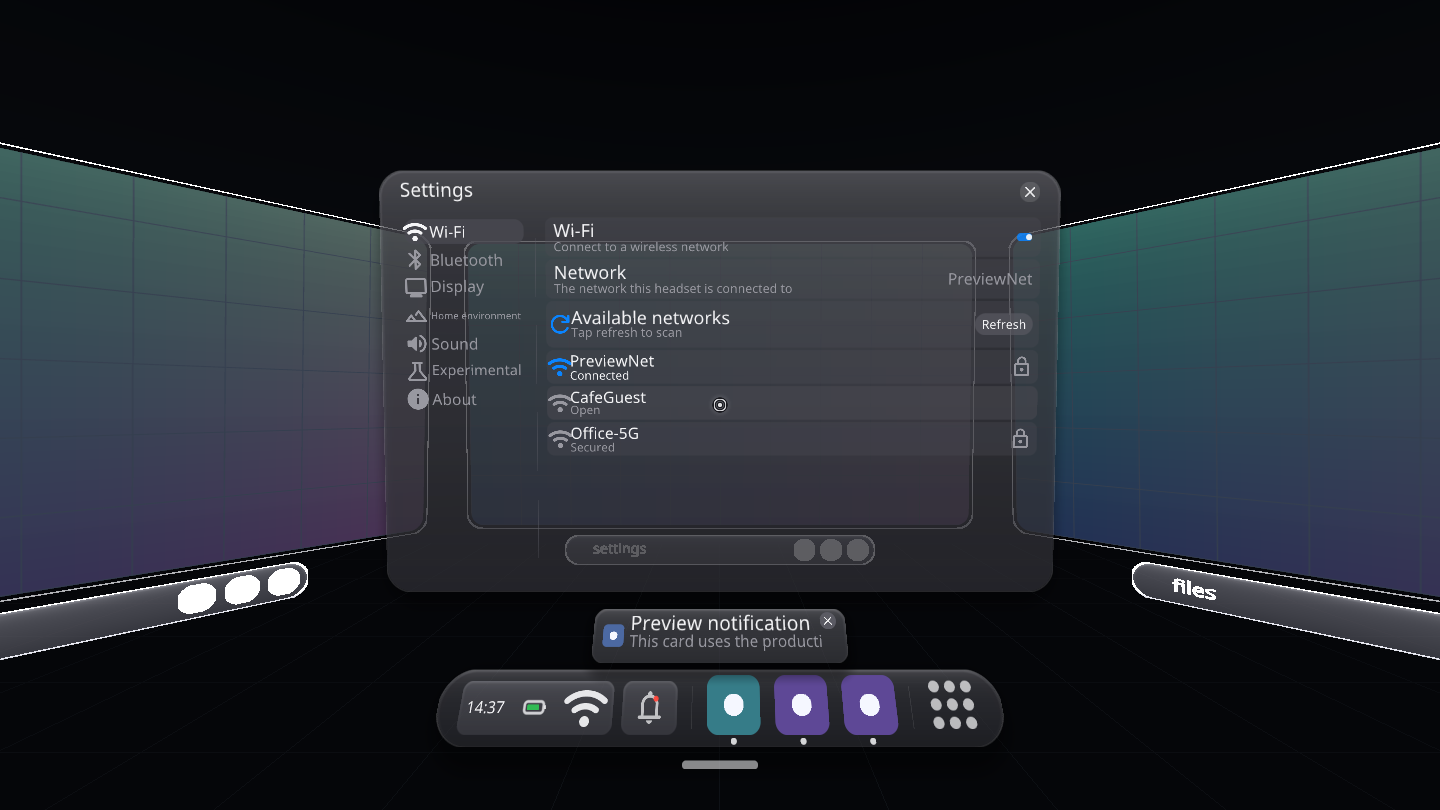 Settings
Wi-Fi
Bluetooth
Display
Home environment
Sound
Experimental
About
Wi-Fi
Connect to a wireless network
Network
The network this headset is connected to
PreviewNet
Available networks
Tap refresh to scan
Refresh
PreviewNet
Connected
CafeGuest
Open
Office-5G
Secured
settings
files
Preview notification
This card uses the producti
14:37